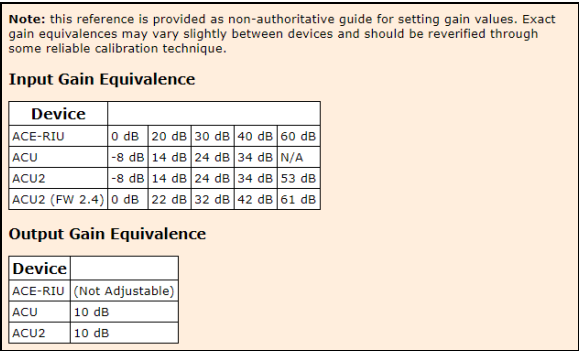 Note: this reference is provided as non-authoritative guide for setting gain values. Exact
gain equivalences may vary slightly between devices and should be reverified through
some reliable calibration technique.
Input Gain Equivalence
Device
ACE-RIU 0 dB 20 dB 30 dB 40 dB 60 dB
ACU -8 dB 14 dB 24 dB 34 dB N/A
ACU2 -8 dB 14 dB 24 dB 34 dB 53 dB
ACU2 (FW 2.4) 0 dB 22 dB 32 dB 42 dB 61 dB
Output Gain Equivalence
Device
ACE-RIU (Not Adjustable)
ACU 10 dB
ACU2 10 dB